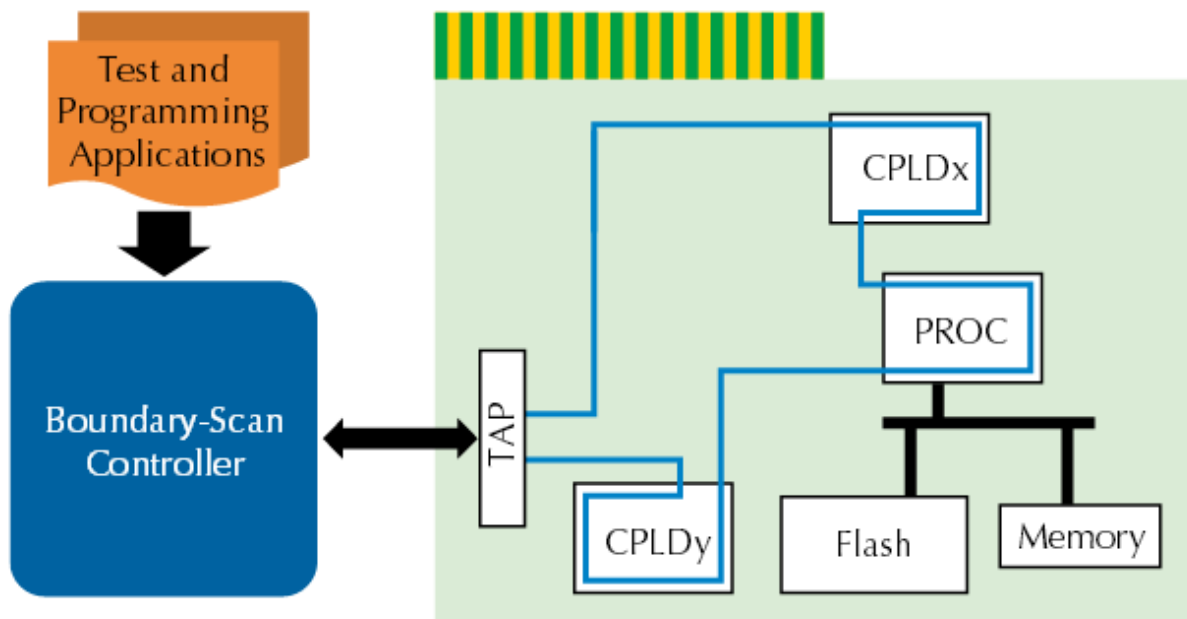 Test and
Programming
Applications
Boundary-Scan
Controller
TAP
CPLDx
PROC
CPLDy
Flash
Memory